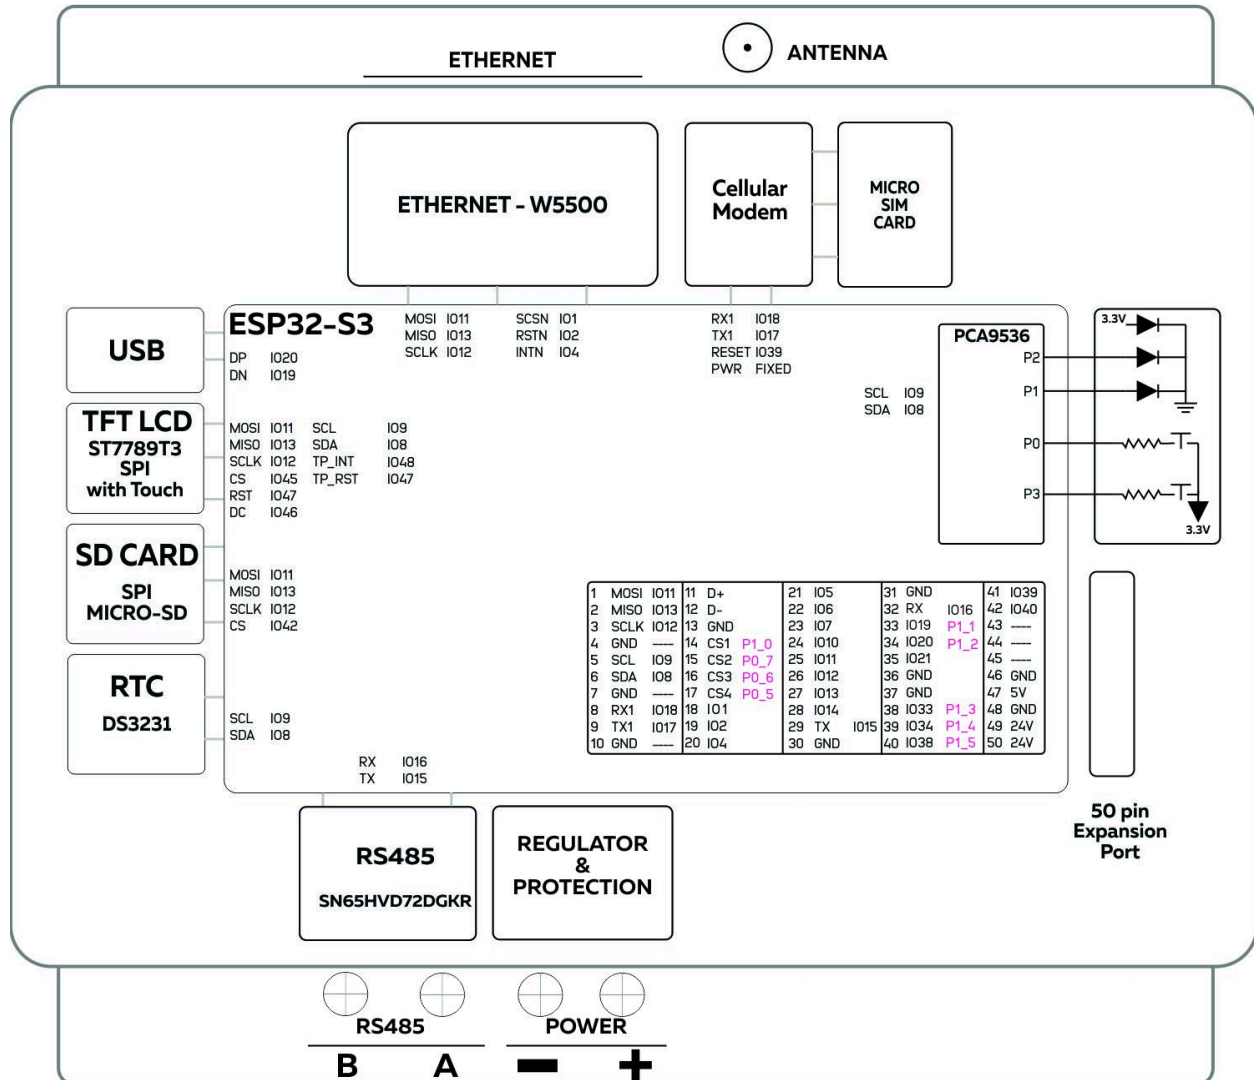 ETHERNET
ANTENNA
ETHERNET - W5500
Cellular
Modem
MICRO
SIM
CARD
ESP32-S3
MOSI IO11 SCSN IO1
MISO IO13 RSTN IO2
SCLK IO12 INTN IO4
RX1 IO18
TX1 IO17
RESET IO39
PWR FIXED
USB
DP IO20
DN IO19
PCA9536
P2
P1
P0
P3
SCL IO9
SDA IO8
3.3V
3.3V
TFT LCD
ST7789T3
SPI
with Touch
MOSI IO11 SCL IO9
MISO IO13 SDA IO8
SCLK IO12 TP_INT IO48
CS IO45 TP_RST IO47
RST IO47
DC IO46
SD CARD
SPI
MICRO-SD
MOSI IO11
MISO IO13
SCLK IO12
CS IO42
RTC
DS3231
SCL IO9
SDA IO8
1 MOSI IO11 11 D+ 21 IO5 31 GND 41 IO39
2 MISO IO13 12 D- 22 IO6 32 RX IO16 42 IO40
3 SCLK IO12 13 GND 23 IO7 33 IO19 P1_1 43 ----
4 GND ---- 14 CS1 P1_0 24 IO10 34 IO20 P1_2 44 ----
5 SCL IO9 15 CS2 P0_7 25 IO11 35 IO21 45 ----
6 SDA IO8 16 CS3 P0_6 26 IO12 36 GND 46 GND
7 GND ---- 17 CS4 P0_5 27 IO13 37 GND 47 5V
8 RX1 IO18 18 IO1 28 IO14 38 IO33 P1_3 48 GND
9 TX1 IO17 19 IO2 29 TX IO15 39 IO34 P1_4 49 24V
10 GND ---- 20 IO4 30 GND 40 IO38 P1_5 50 24V
RX IO16
TX IO15
RS485
SN65HVD72DGKR
REGULATOR
&
PROTECTION
50 pin
Expansion
Port
RS485
POWER
B A − +